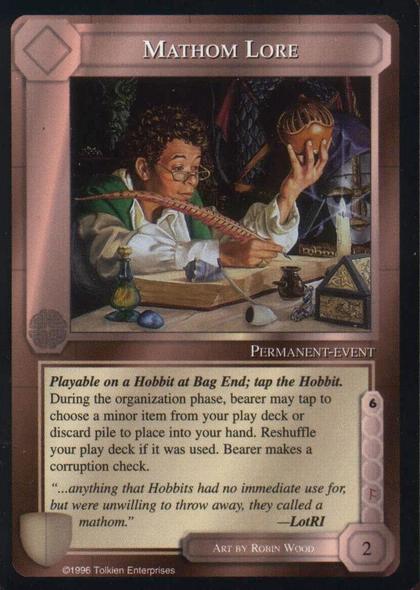 MATHOM LORE
PERMANENT-EVENT
Playable on a Hobbit at Bag End; tap the Hobbit.
During the organization phase, bearer may tap to
choose a minor item from your play deck or
discard pile to place into your hand. Reshuffle
your play deck if it was used. Bearer makes a
corruption check.
6
“...anything that Hobbits had no immediate use for,
but were unwilling to throw away, they called a
mathom.” —LotRI
ART BY ROBIN WOOD
2
©1996 Tolkien Enterprises